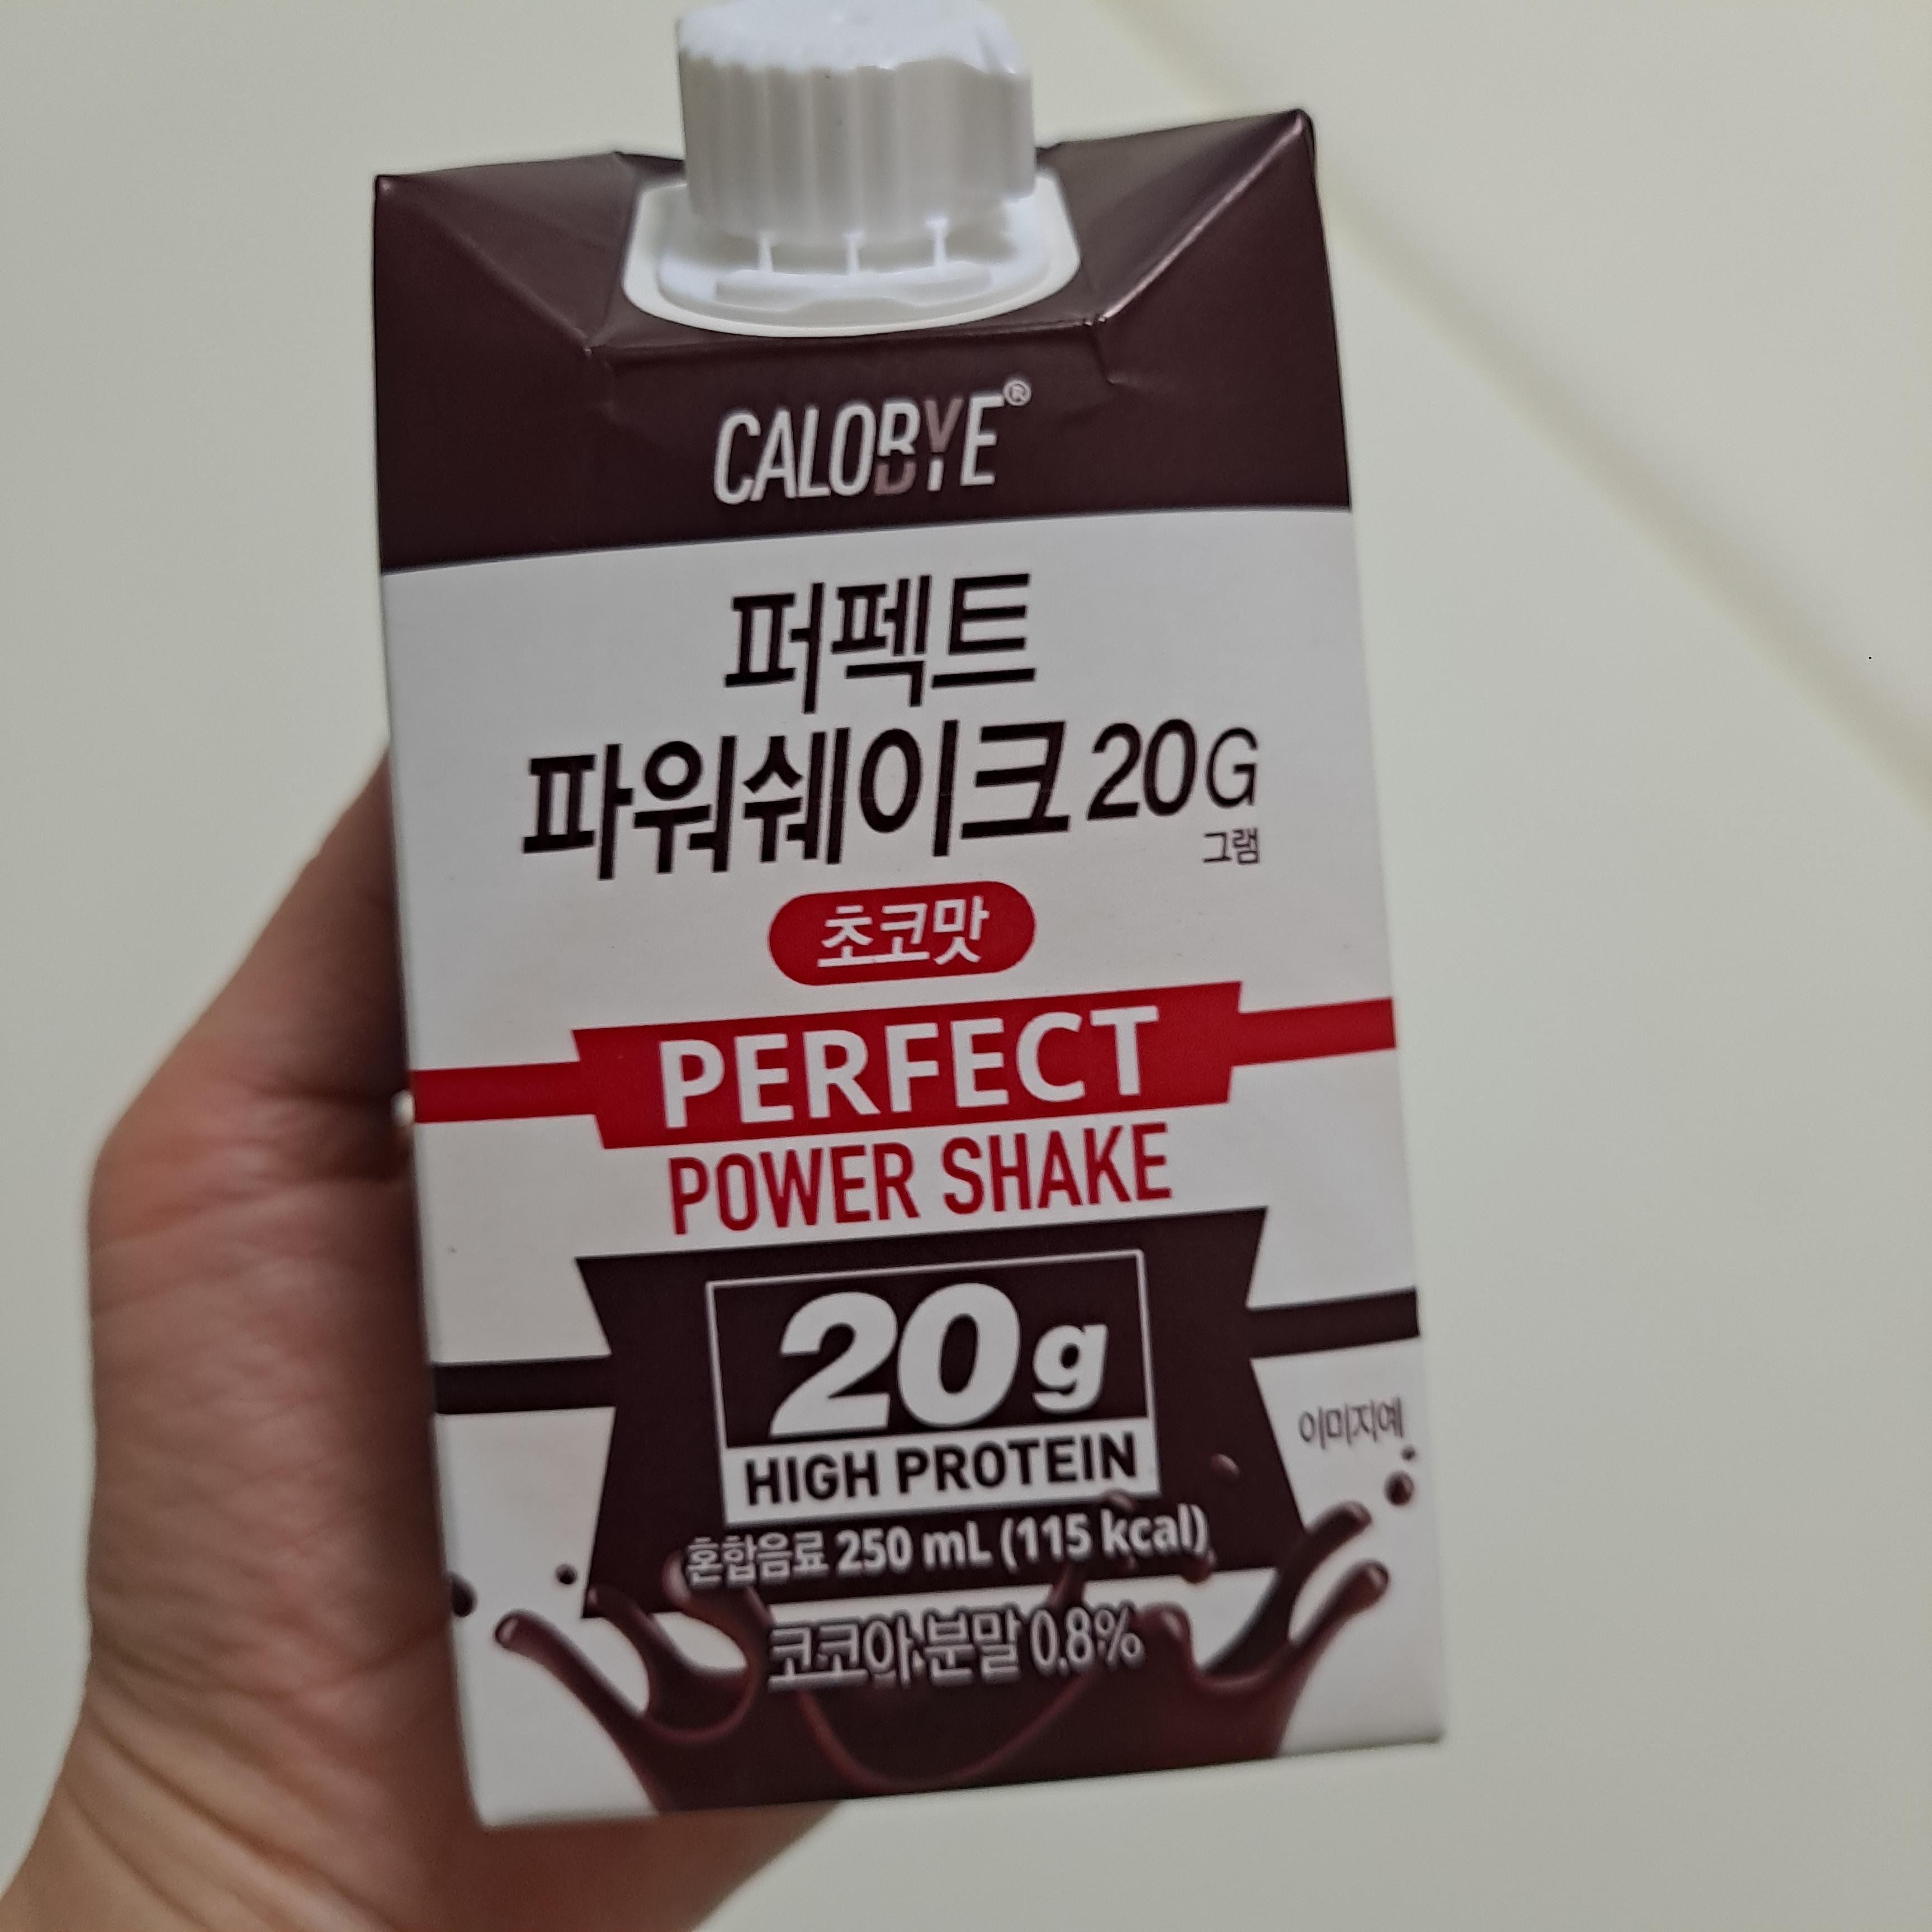 CALOBYE®
퍼펙트
파워쉐이크 20G
그램
초코맛
PERFECT
POWER SHAKE
20g
HIGH PROTEIN
이미지예
혼합음료 250 mL (115 kcal)
코코아분말 0.8%